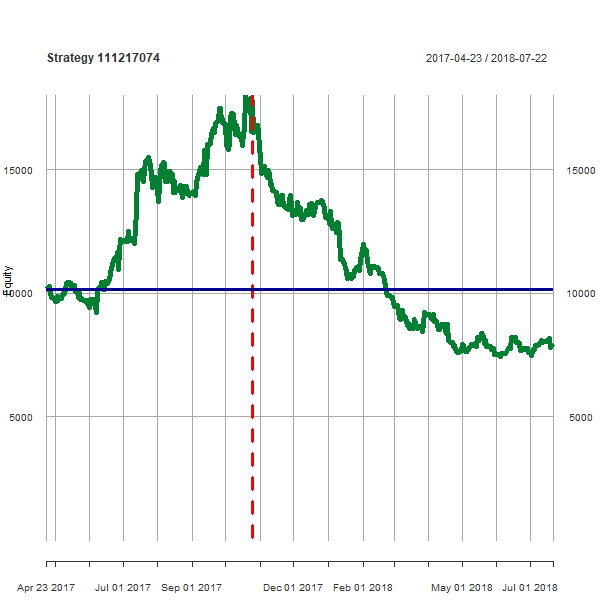 Strategy 111217074
2017-04-23 / 2018-07-22
15000
15000
Equity
10000
10000
5000
5000
Apr 23 2017
Jul 01 2017
Sep 01 2017
Dec 01 2017
Feb 01 2018
May 01 2018
Jul 01 2018